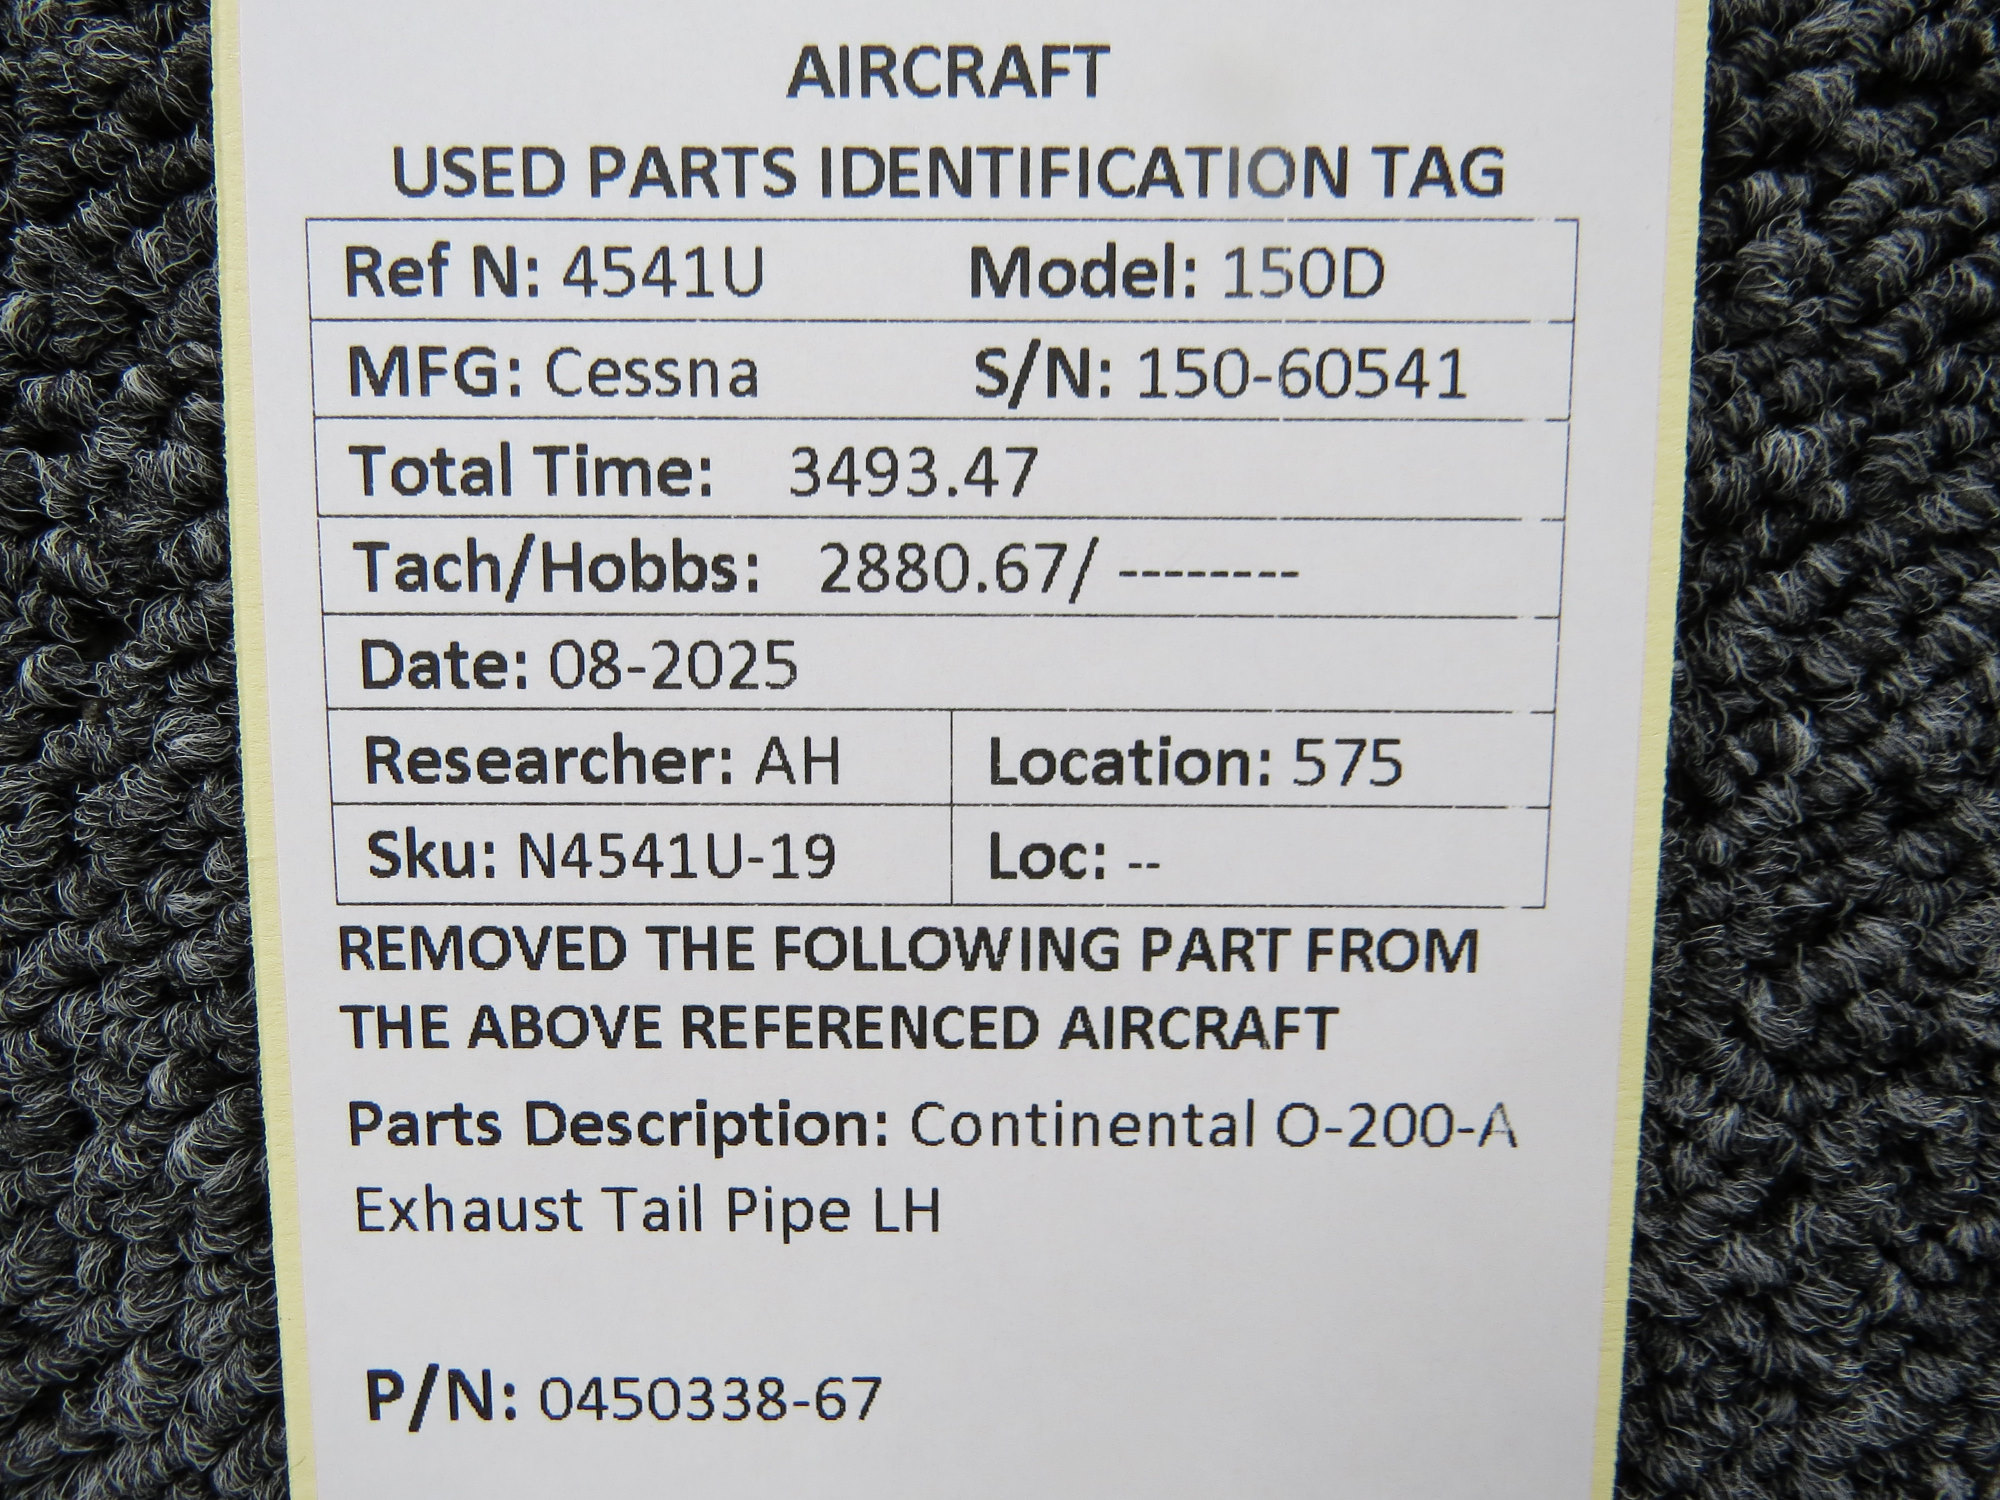 AIRCRAFT
USED PARTS IDENTIFICATION TAG
Ref N: 4541U Model: 150D
MFG: Cessna S/N: 150-60541
Total Time: 3493.47
Tach/Hobbs: 2880.67/ --------
Date: 08-2025
Researcher: AH Location: 575
Sku: N4541U-19 Loc: --
REMOVED THE FOLLOWING PART FROM
THE ABOVE REFERENCED AIRCRAFT
Parts Description: Continental O-200-A
Exhaust Tail Pipe LH
P/N: 0450338-67